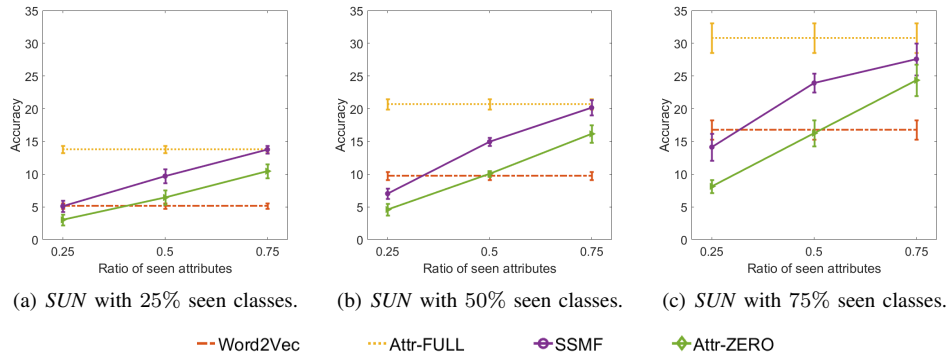 35
30
25
20
15
10
5
0
Accuracy
0.25 0.5 0.75
Ratio of seen attributes
(a) SUN with 25% seen classes.
35
30
25
20
15
10
5
0
Accuracy
0.25 0.5 0.75
Ratio of seen attributes
(b) SUN with 50% seen classes.
35
30
25
20
15
10
5
0
Accuracy
0.25 0.5 0.75
Ratio of seen attributes
(c) SUN with 75% seen classes.
Word2Vec Attr-FULL SSMF Attr-ZERO